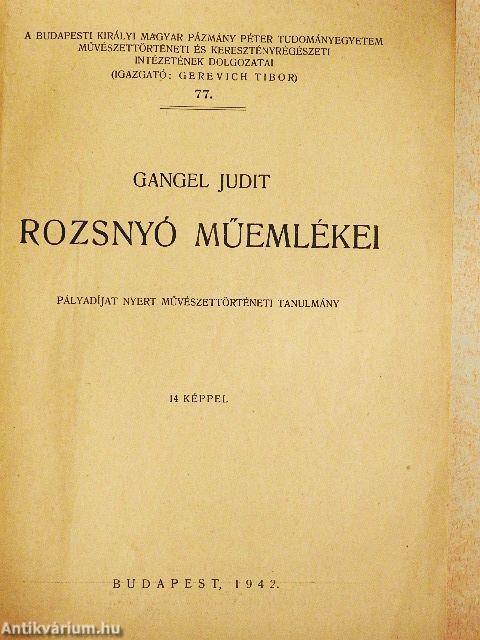 A BUDAPESTI KIRÁLYI MAGYAR PÁZMÁNY PÉTER TUDOMÁNYEGYETEM
MŰVÉSZETTÖRTÉNETI ÉS KERESZTÉNYRÉGÉSZETI
INTÉZETÉNEK DOLGOZATAI
(IGAZGATÓ: GEREVICH TIBOR)
77.
GANGEL JUDIT
ROZSNYÓ MŰEMLÉKEI
PÁLYADÍJAT NYERT MŰVÉSZETTÖRTÉNETI TANULMÁNY
14 KÉPPEL
BUDAPEST, 1942.
Antikvárium.hu